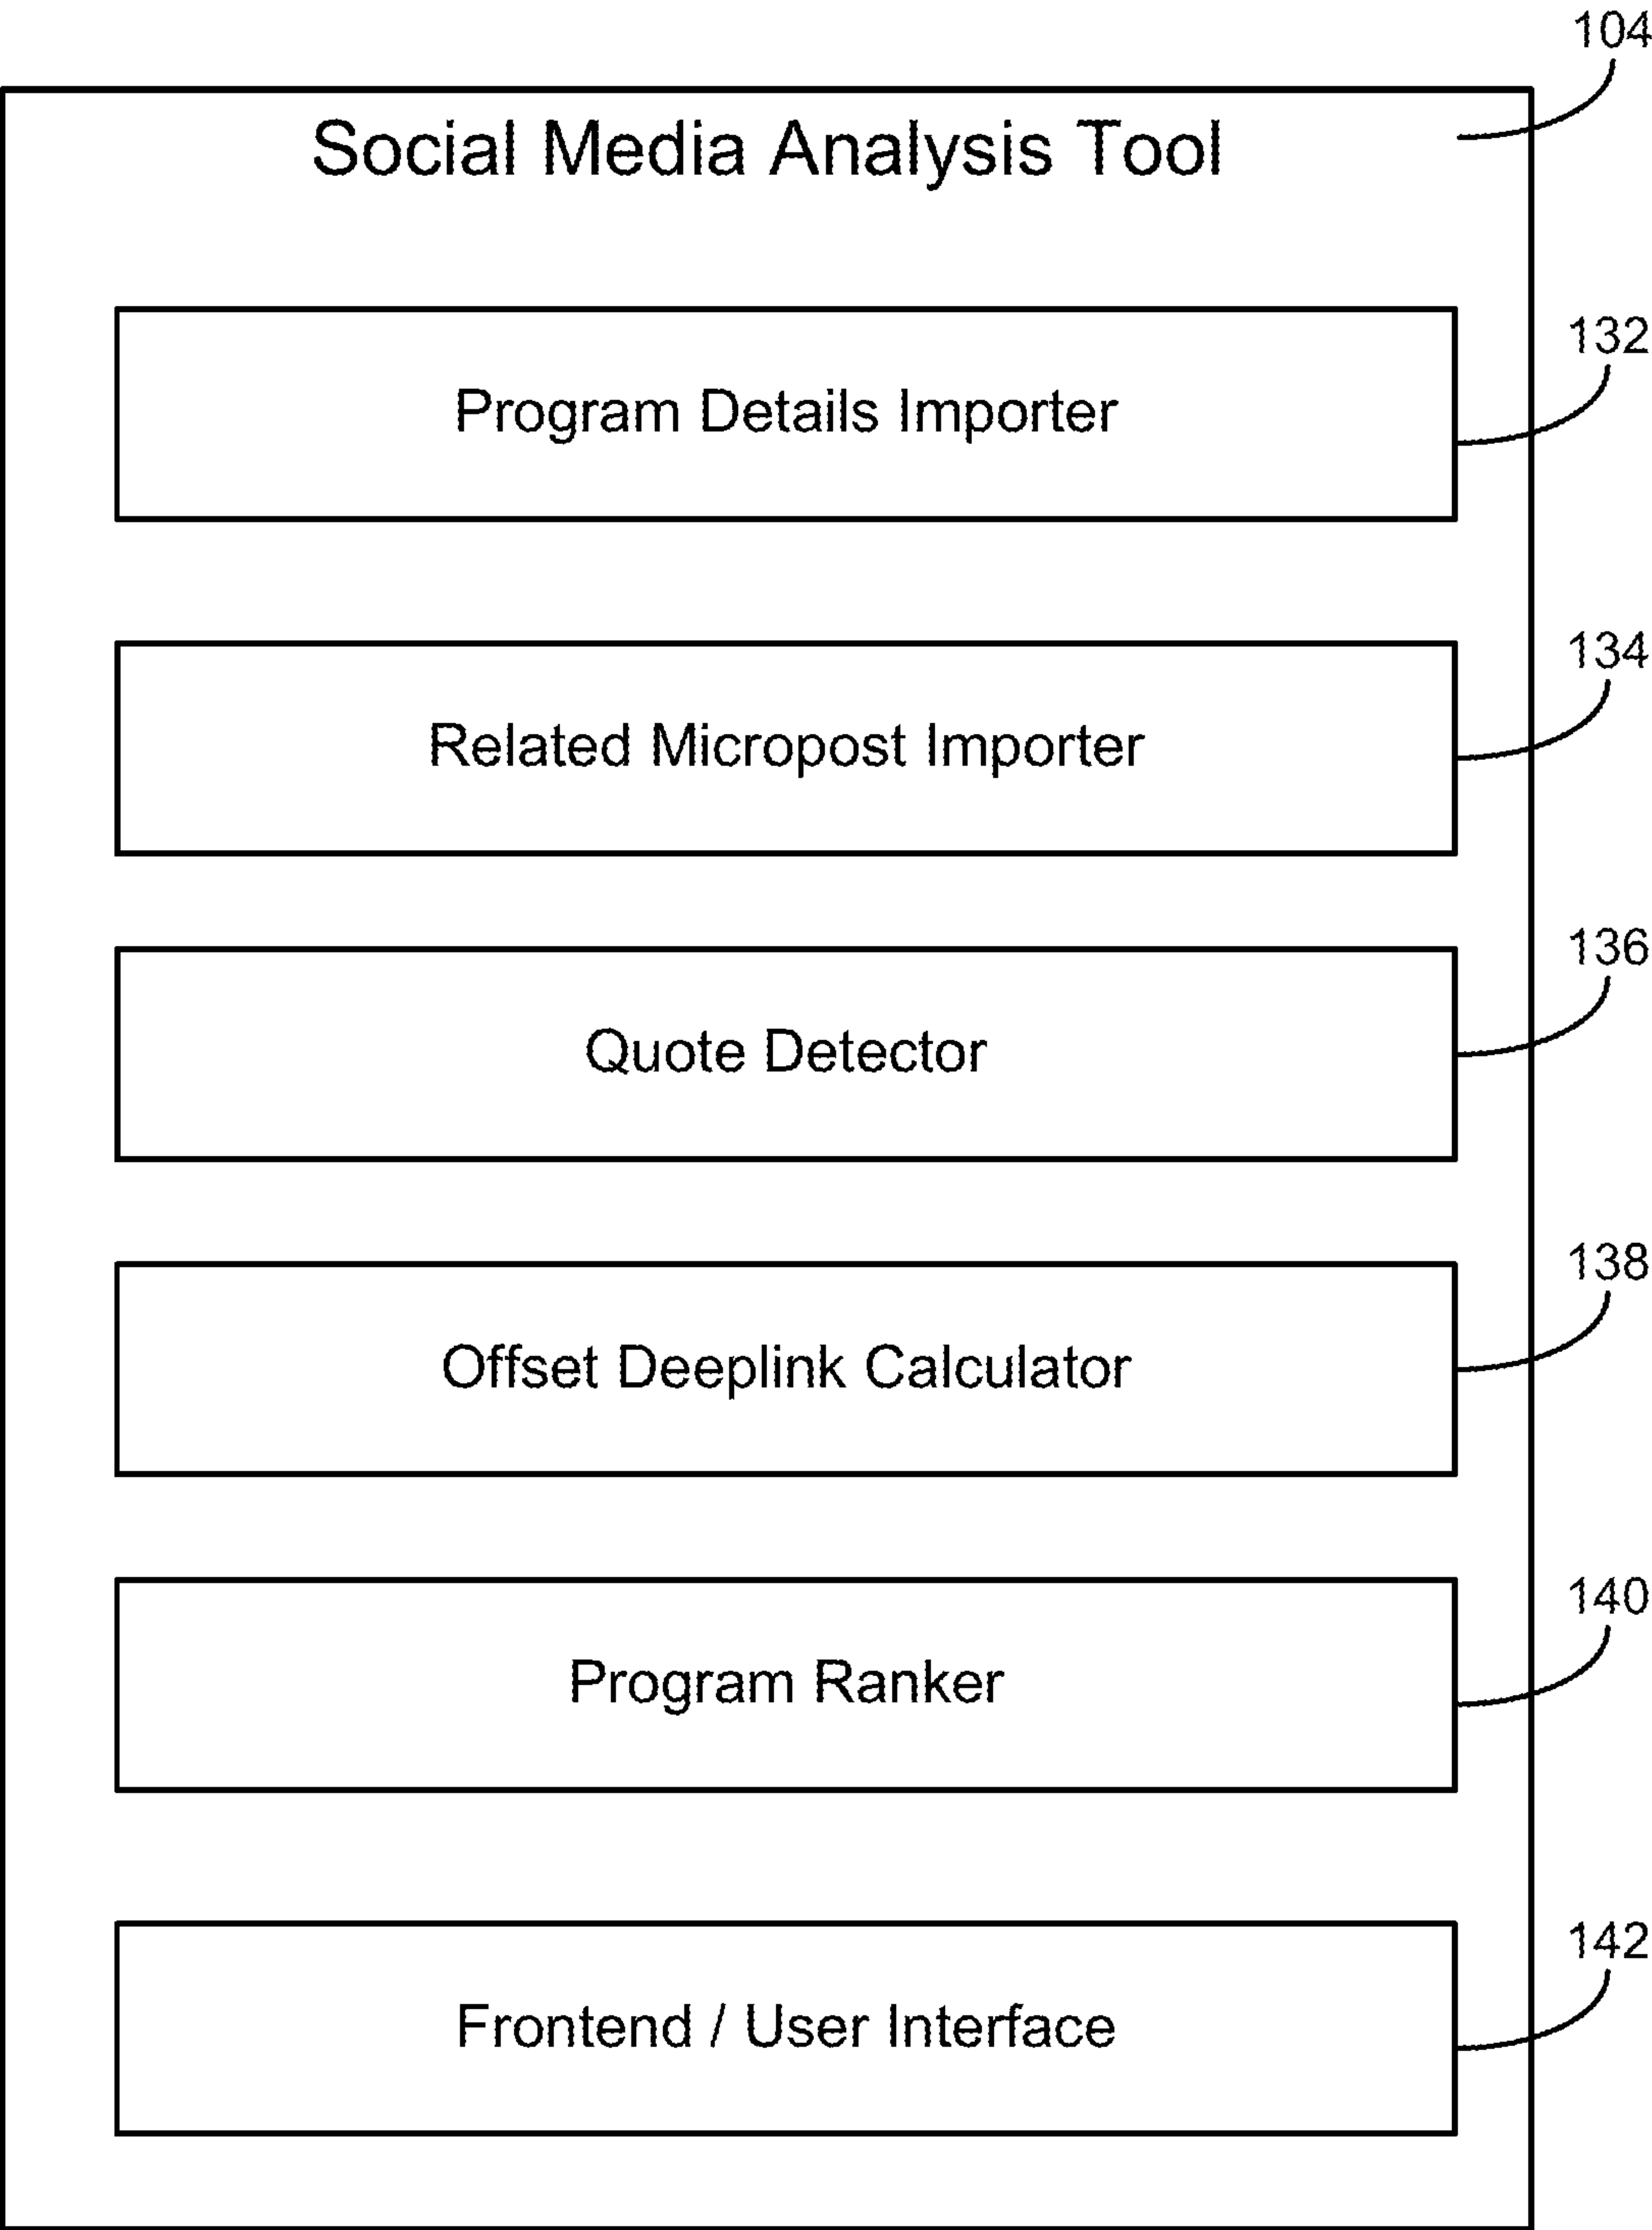 104
Social Media Analysis Tool
132
Program Details Importer
134
Related Micropost Importer
136
Quote Detector
138
Offset Deeplink Calculator
140
Program Ranker
142
Frontend / User Interface